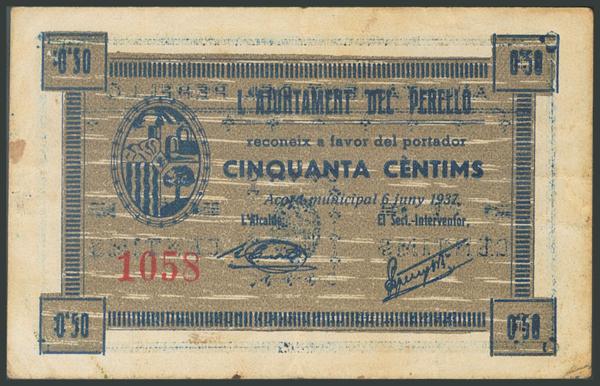 0'50 0'50
L'AJUNTAMENT DEL PERELLÓ
reconeix a favor del portador
CINQUANTA CÈNTIMS
Acord municipal 6 juny 1937.
L'Alcalde, El Sect.-Interventor,
1058
0'50 0'50